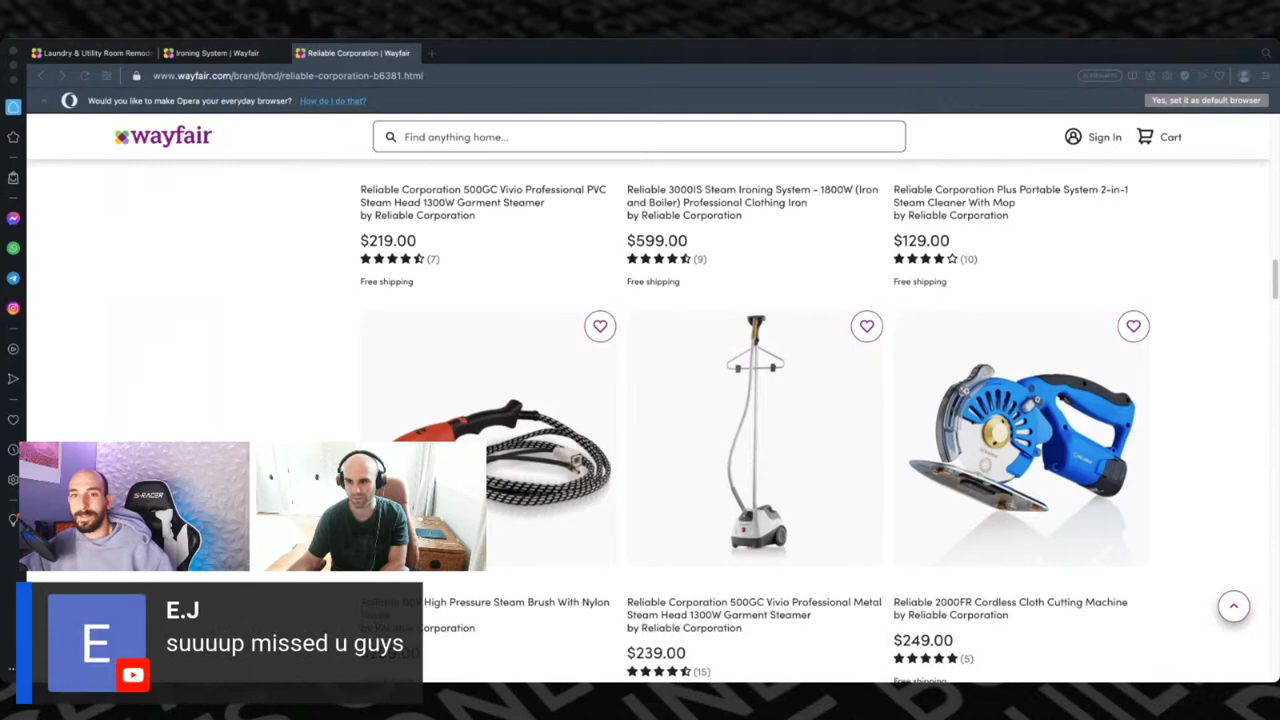 Laundry & Utility Room Remod
Ironing System | Wayfair
Reliable Corporation | Wayfair
www.wayfair.com/brand/bnd/reliable-corporation-b6381.html
Would you like to make Opera your everyday browser? How do I do that?
Yes, set it as default browser
wayfair
Find anything home...
Sign In
Cart
Reliable Corporation 500GC Vivio Professional PVC
Steam Head 1300W Garment Steamer
by Reliable Corporation
$219.00
(7)
Free shipping
Reliable 3000IS Steam Ironing System - 1800W (Iron
and Boiler) Professional Clothing Iron
by Reliable Corporation
$599.00
(9)
Free shipping
Reliable Corporation Plus Portable System 2-in-1
Steam Cleaner With Mop
by Reliable Corporation
$129.00
(10)
Free shipping
S-RACER
High Pressure Steam Brush With Nylon
by Reliable Corporation
Reliable Corporation 500GC Vivio Professional Metal
Steam Head 1300W Garment Steamer
by Reliable Corporation
$239.00
(15)
Reliable 2000FR Cordless Cloth Cutting Machine
by Reliable Corporation
$249.00
(5)
Free shipping
E
E.J
suuuup missed u guys